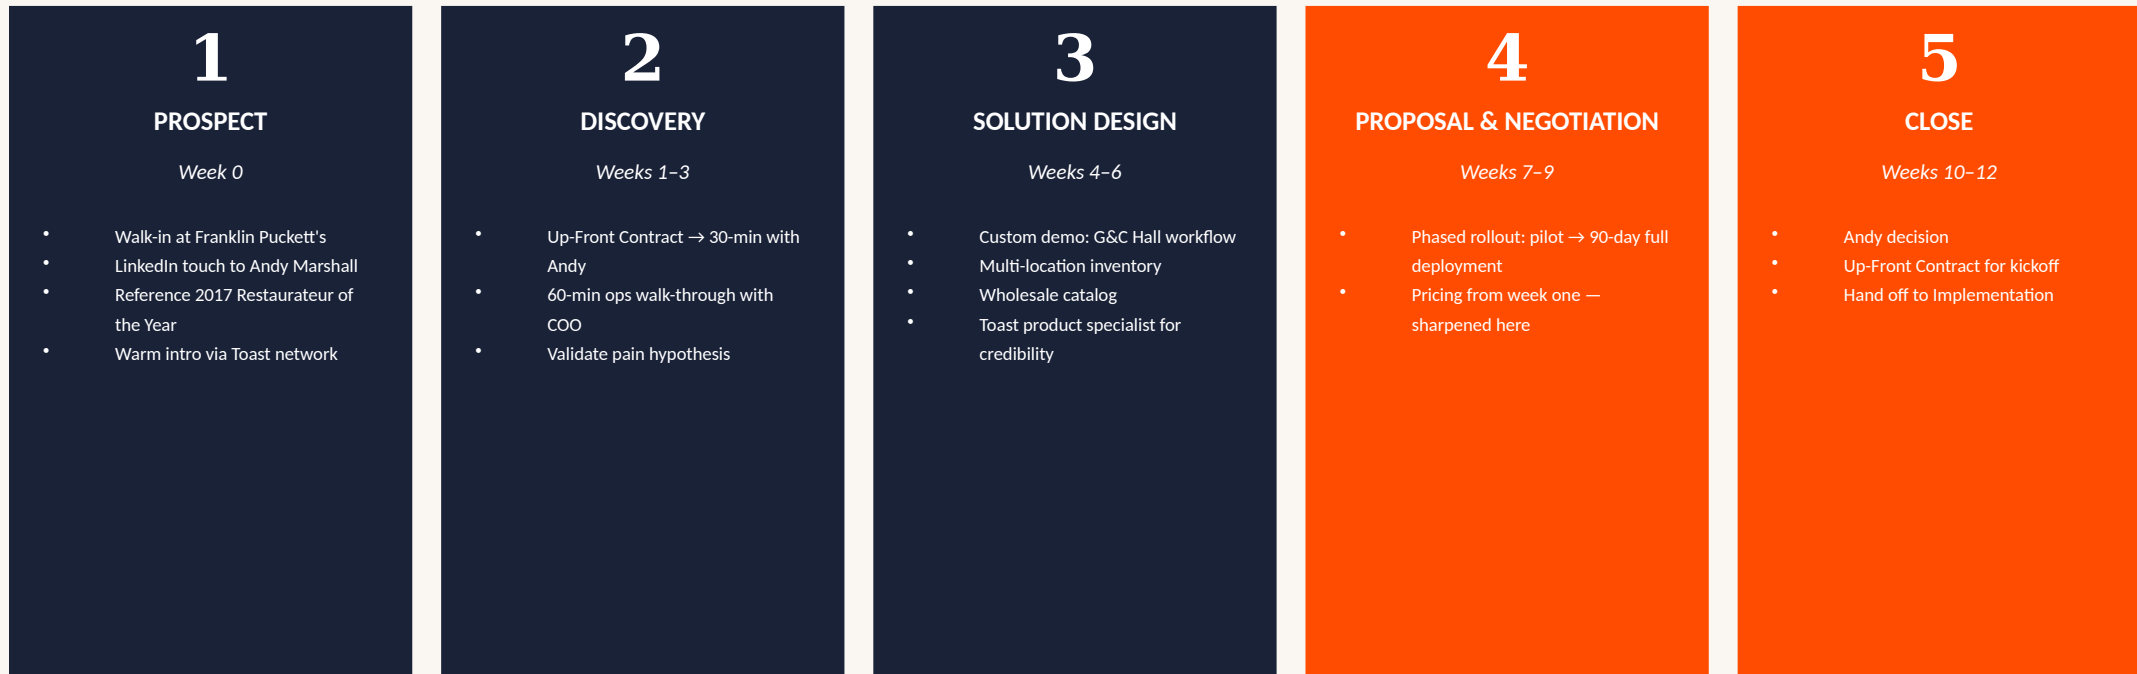 1
PROSPECT
Week 0
• Walk-in at Franklin Puckett's
• LinkedIn touch to Andy Marshall
• Reference 2017 Restaurateur of
the Year
• Warm intro via Toast network
2
DISCOVERY
Weeks 1–3
• Up-Front Contract → 30-min with
Andy
• 60-min ops walk-through with
COO
• Validate pain hypothesis
3
SOLUTION DESIGN
Weeks 4–6
• Custom demo: G&C Hall workflow
• Multi-location inventory
• Wholesale catalog
• Toast product specialist for
credibility
4
PROPOSAL & NEGOTIATION
Weeks 7–9
• Phased rollout: pilot → 90-day full
deployment
• Pricing from week one —
sharpened here
5
CLOSE
Weeks 10–12
• Andy decision
• Up-Front Contract for kickoff
• Hand off to Implementation